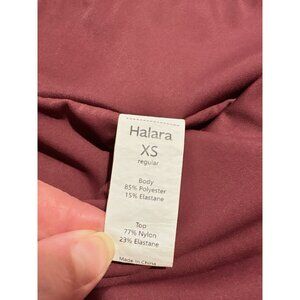 Halara
XS
regular
Body
85% Polyester
15% Elastane
Top
77% Nylon
23% Elastane
Made in China